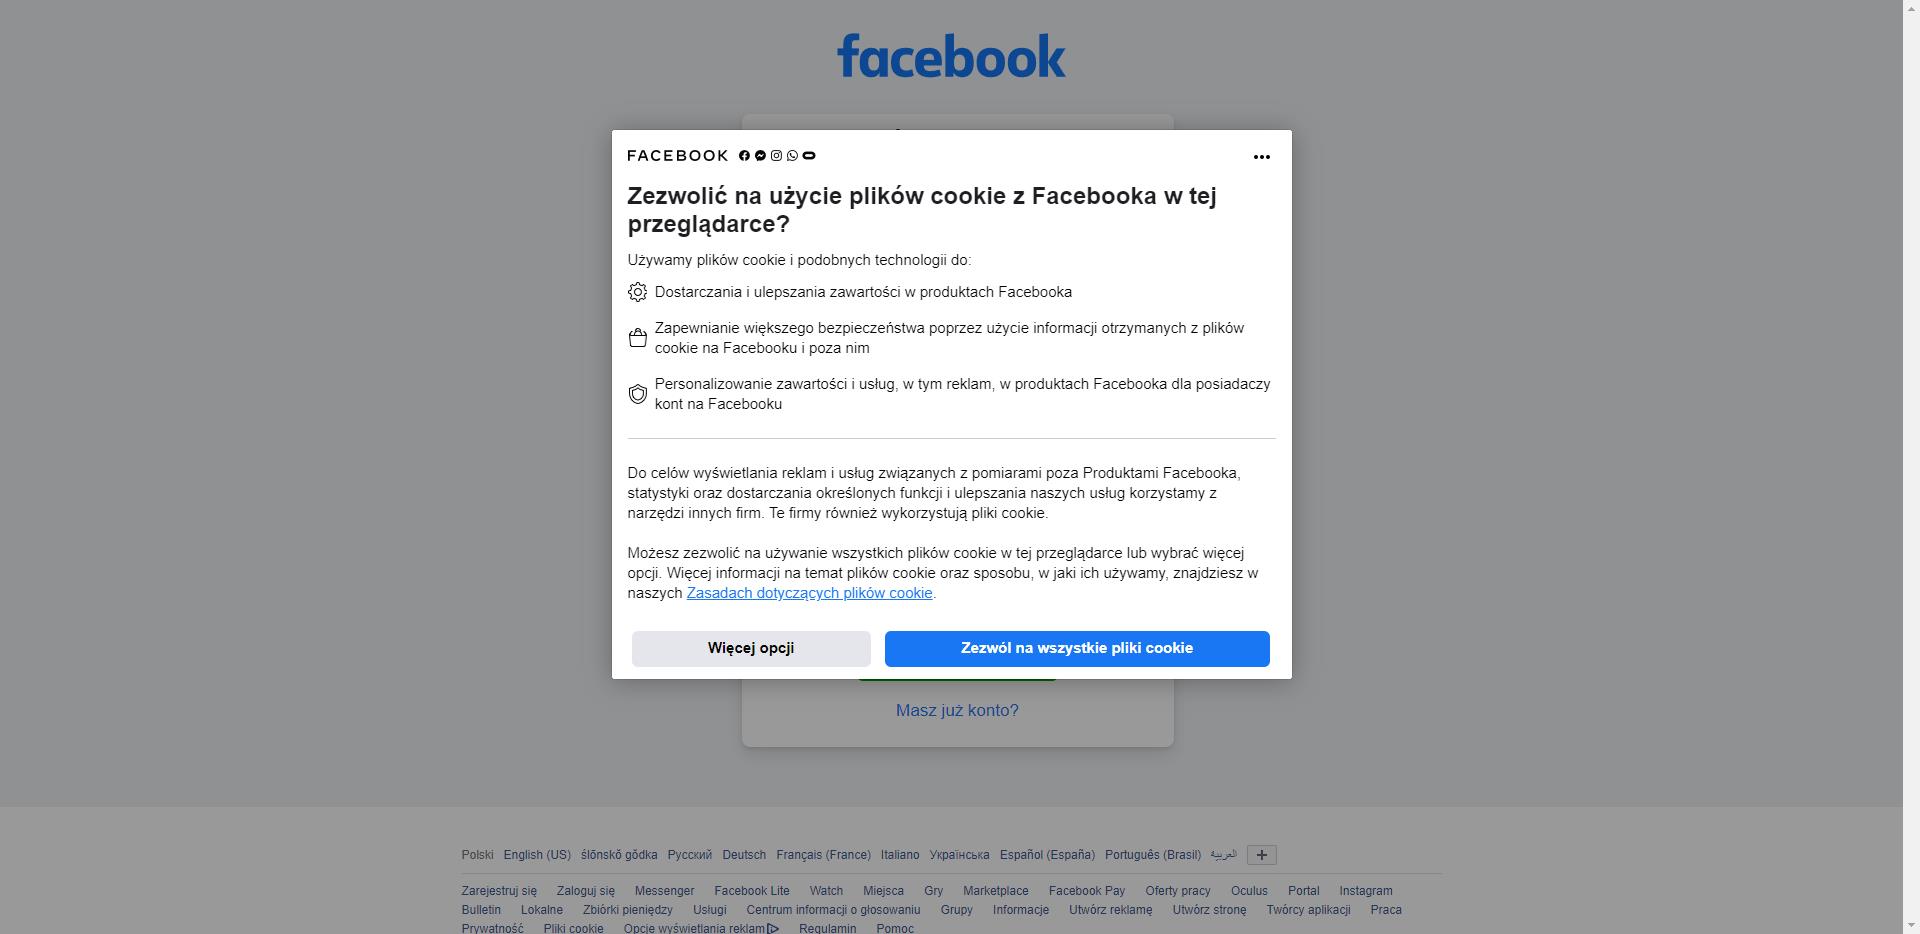 facebook
FACEBOOK
Zezwolić na użycie plików cookie z Facebooka w tej
przeglądarce?
Używamy plików cookie i podobnych technologii do:
Dostarczania i ulepszania zawartości w produktach Facebooka
Zapewnianie większego bezpieczeństwa poprzez użycie informacji otrzymanych z plików
cookie na Facebooku i poza nim
Personalizowanie zawartości i usług, w tym reklam, w produktach Facebooka dla posiadaczy
kont na Facebooku
Do celów wyświetlania reklam i usług związanych z pomiarami poza Produktami Facebooka,
statystyki oraz dostarczania określonych funkcji i ulepszania naszych usług korzystamy z
narzędzi innych firm. Te firmy również wykorzystują pliki cookie.
Możesz zezwolić na używanie wszystkich plików cookie w tej przeglądarce lub wybrać więcej
opcji. Więcej informacji na temat plików cookie oraz sposobu, w jaki ich używamy, znajdziesz w
naszych Zasadach dotyczących plików cookie.
Więcej opcji Zezwól na wszystkie pliki cookie
Masz już konto?
Polski English (US) ślōnskŏ gŏdka Русский Deutsch Français (France) Italiano Українська Español (España) Português (Brasil) العربية
Zarejestruj się Zaloguj się Messenger Facebook Lite Watch Miejsca Gry Marketplace Facebook Pay Oferty pracy Oculus Portal Instagram
Bulletin Lokalne Zbiórki pieniędzy Usługi Centrum informacji o głosowaniu Grupy Informacje Utwórz reklamę Utwórz stronę Twórcy aplikacji Praca
Prywatność Pliki cookie Opcje wyświetlania reklam Regulamin Pomoc